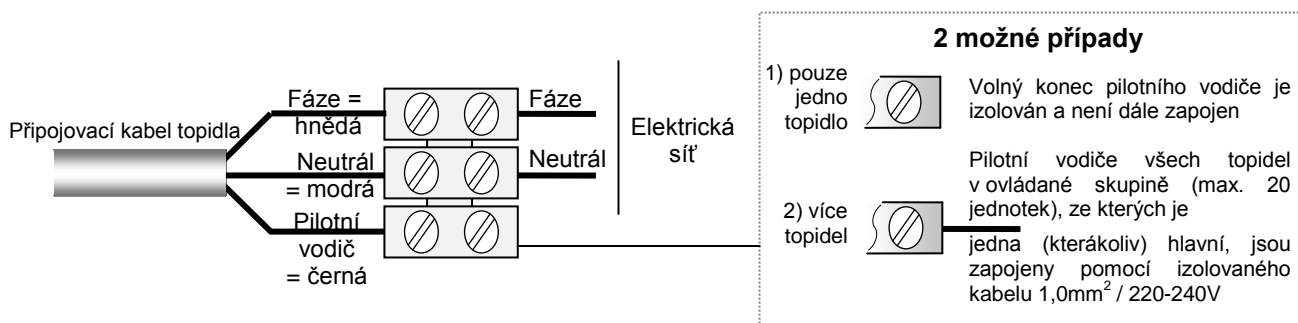 Připojovací kabel topidla
Fáze =
hnědá
Neutrál
= modrá
Pilotní
vodič
= černá
Fáze
Neutrál
Elektrická
síť
2 možné případy
1) pouze
jedno
topidlo
Volný konec pilotního vodiče je
izolován a není dále zapojen
2) více
topidel
Pilotní vodiče všech topidel
v ovládané skupině (max. 20
jednotek), ze kterých je
jedna (kterákoliv) hlavní, jsou
zapojeny pomocí izolovaného
kabelu 1,0mm² / 220-240V